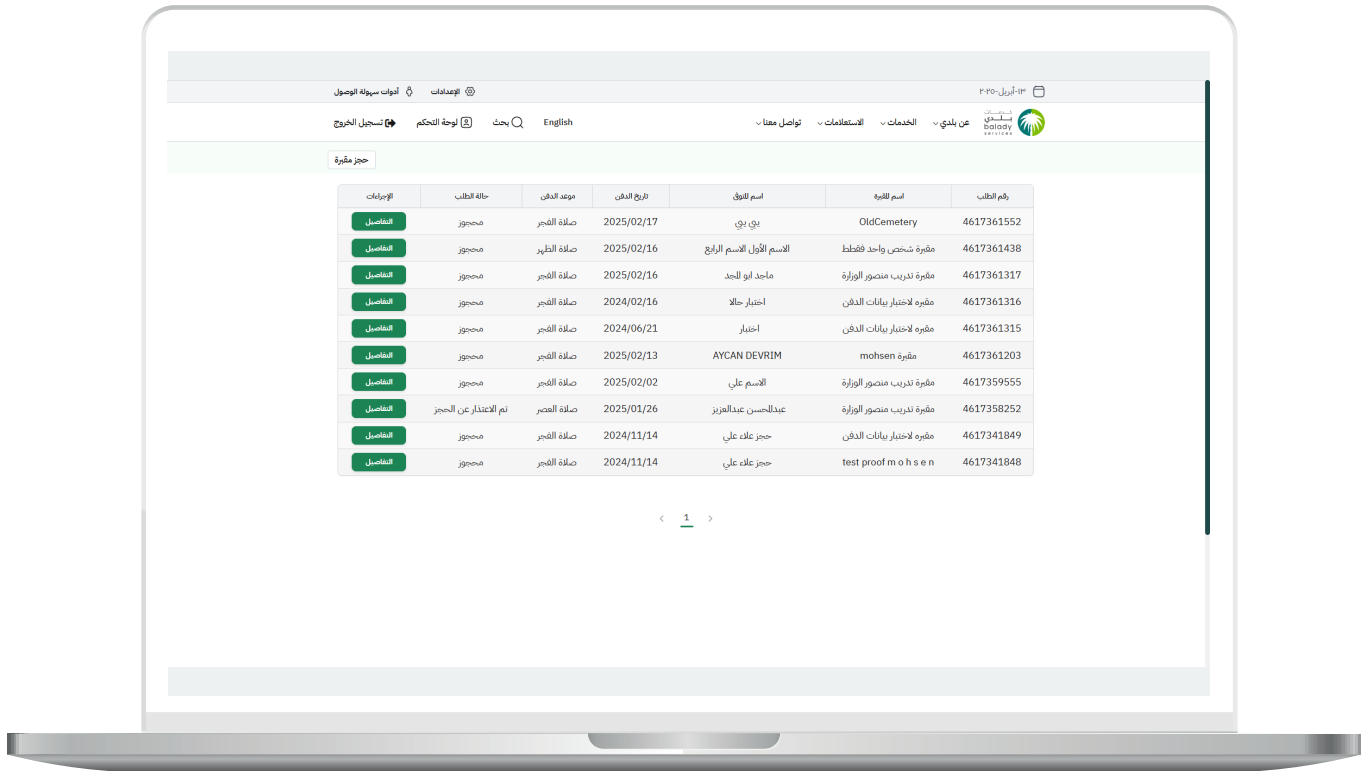 ١٣-أبريل-٢٠٢٥ الإعدادات أدوات سهولة الوصول
خدمات
بلدي
balady
services
عن بلدي الخدمات الاستعلامات تواصل معنا English بحث لوحة التحكم تسجيل الخروج
حجز مقبرة
رقم الطلب اسم المقبرة اسم المتوفى تاريخ الدفن موعد الدفن حالة الطلب الإجراءات
4617361552 OldCemetery يبي يبي 2025/02/17 صلاة الفجر محجوز التفاصيل
4617361438 مقبرة شخص واحد فقطط الاسم الأول الاسم الرابع 2025/02/16 صلاة الظهر محجوز التفاصيل
4617361317 مقبرة تدريب منصور الوزارة ماجد ابو المجد 2025/02/16 صلاة الفجر محجوز التفاصيل
4617361316 مقبره لاختبار بيانات الدفن اختبار حالا 2024/02/16 صلاة الفجر محجوز التفاصيل
4617361315 مقبره لاختبار بيانات الدفن اختبار 2024/06/21 صلاة الفجر محجوز التفاصيل
4617361203 مقبرة mohsen AYCAN DEVRIM 2025/02/13 صلاة الفجر محجوز التفاصيل
4617359555 مقبرة تدريب منصور الوزارة الاسم علي 2025/02/02 صلاة الفجر محجوز التفاصيل
4617358252 مقبرة تدريب منصور الوزارة عبدالمحسن عبدالعزيز 2025/01/26 صلاة العصر تم الاعتذار عن الحجز التفاصيل
4617341849 مقبره لاختبار بيانات الدفن حجز علاء علي 2024/11/14 صلاة الفجر محجوز التفاصيل
4617341848 test proof m o h s e n حجز علاء علي 2024/11/14 صلاة الفجر محجوز التفاصيل
1